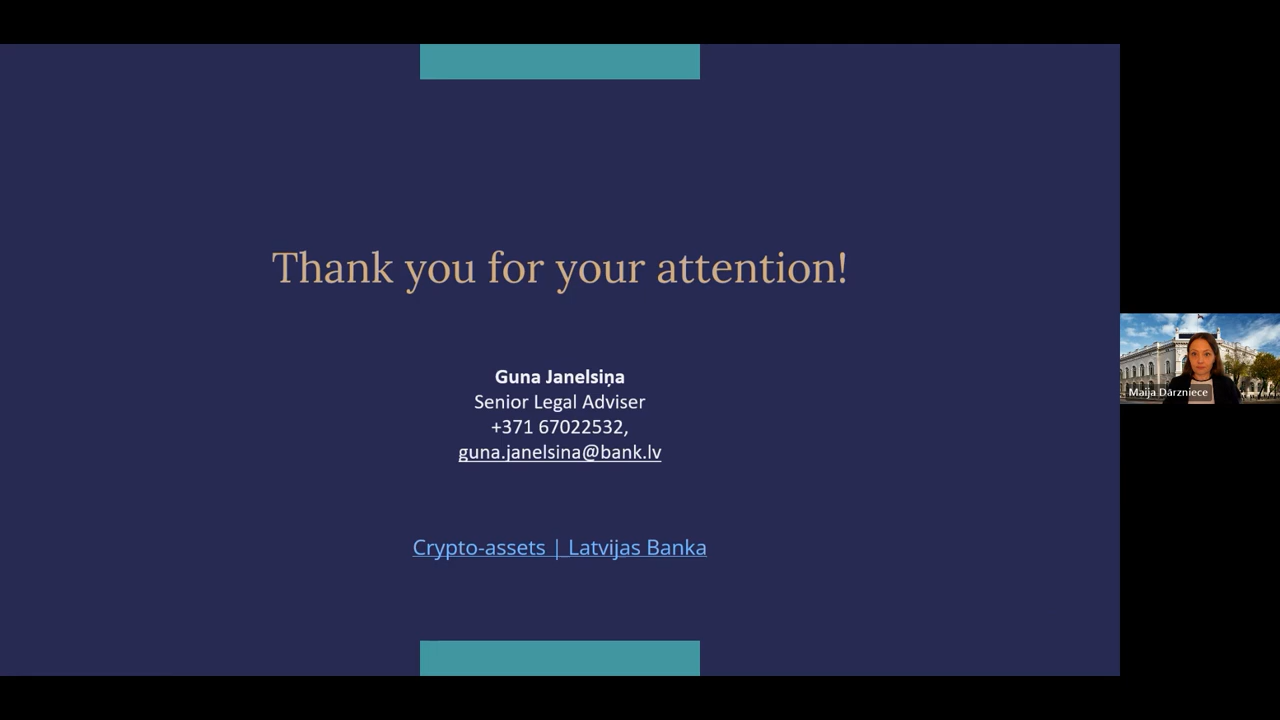 Thank you for your attention!
Guna Janelsiņa
Senior Legal Adviser
+371 67022532,
guna.janelsina@bank.lv
Crypto-assets | Latvijas Banka
Maija Dārzniece